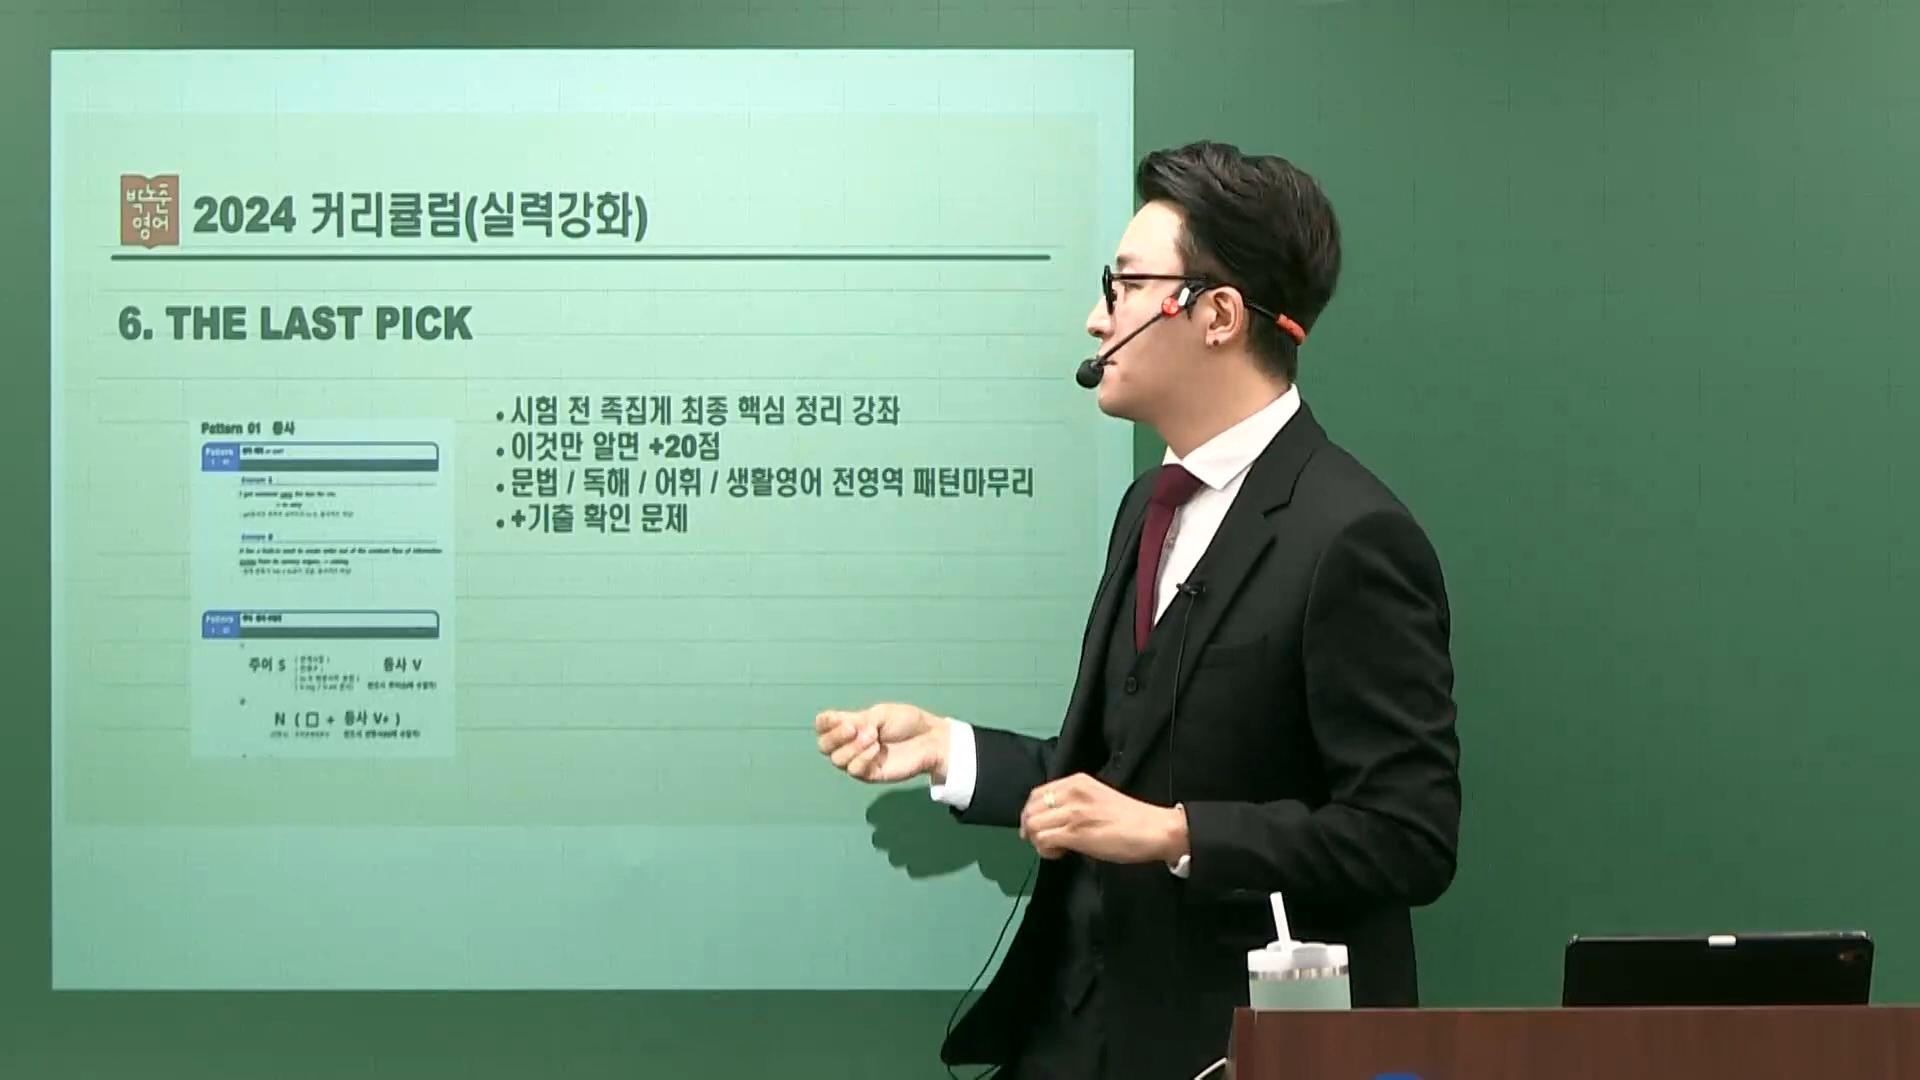 박노준
영어
2024 커리큘럼(실력강화)
6. THE LAST PICK
• 시험 전 족집게 최종 핵심 정리 강좌
• 이것만 알면 +20점
• 문법 / 독해 / 어휘 / 생활영어 전영역 패턴마무리
• +기출 확인 문제
Pattern 01 동사
Pattern
Pattern
주어 S
동사 V
N ( □ + 동사 V+ )